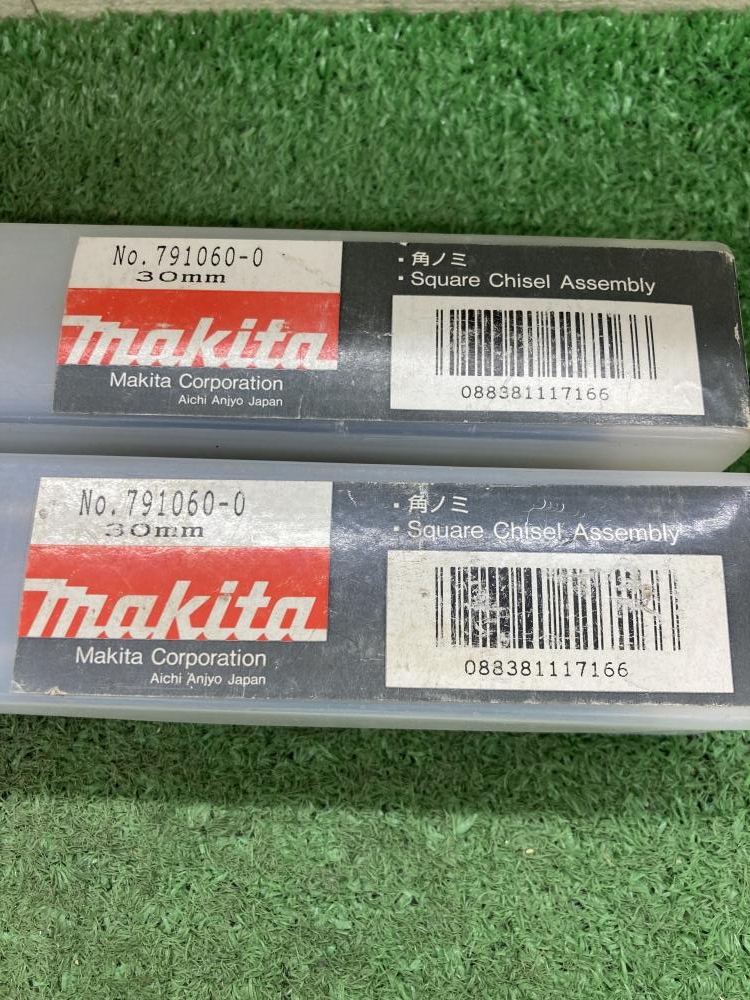 No. 791060-0
30mm
makita
Makita Corporation
Aichi Anjyo Japan
・角ノミ
・Square Chisel Assembly
088381117166
No. 791060-0
30mm
makita
Makita Corporation
Aichi Anjyo Japan
・角ノミ
・Square Chisel Assembly
088381117166